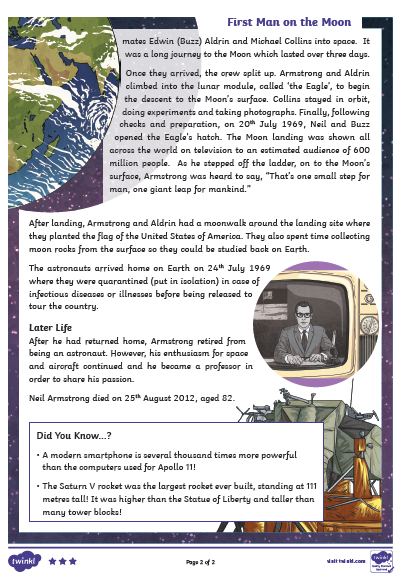 First Man on the Moon
mates Edwin (Buzz) Aldrin and Michael Collins into space. It
was a long journey to the Moon which lasted over three days.
Once they arrived, the crew split up. Armstrong and Aldrin
climbed into the lunar module, called ‘the Eagle’, to begin
the descent to the Moon’s surface. Collins stayed in orbit,
doing experiments and taking photographs. Finally, following
checks and preparation, on 20th July 1969, Neil and Buzz
opened the Eagle’s hatch. The Moon landing was shown all
across the world on television to an estimated audience of 600
million people. As he stepped off the ladder, on to the Moon’s
surface, Armstrong was heard to say, “That’s one small step for
man, one giant leap for mankind.”
After landing, Armstrong and Aldrin had a moonwalk around the landing site where
they planted the flag of the United States of America. They also spent time collecting
moon rocks from the surface so they could be studied back on Earth.
The astronauts arrived home on Earth on 24th July 1969
where they were quarantined (put in isolation) in case of
infectious diseases or illnesses before being released to
tour the country.
Later Life
After he had returned home, Armstrong retired from
being an astronaut. However, his enthusiasm for space
and aircraft continued and he became a professor in
order to share his passion.
Neil Armstrong died on 25th August 2012, aged 82.
Did You Know...?
• A modern smartphone is several thousand times more powerful
than the computers used for Apollo 11!
• The Saturn V rocket was the largest rocket ever built, standing at 111
metres tall! It was higher than the Statue of Liberty and taller than
many tower blocks!
twinkl
Page 2 of 2
visit twinkl.com
twinkl